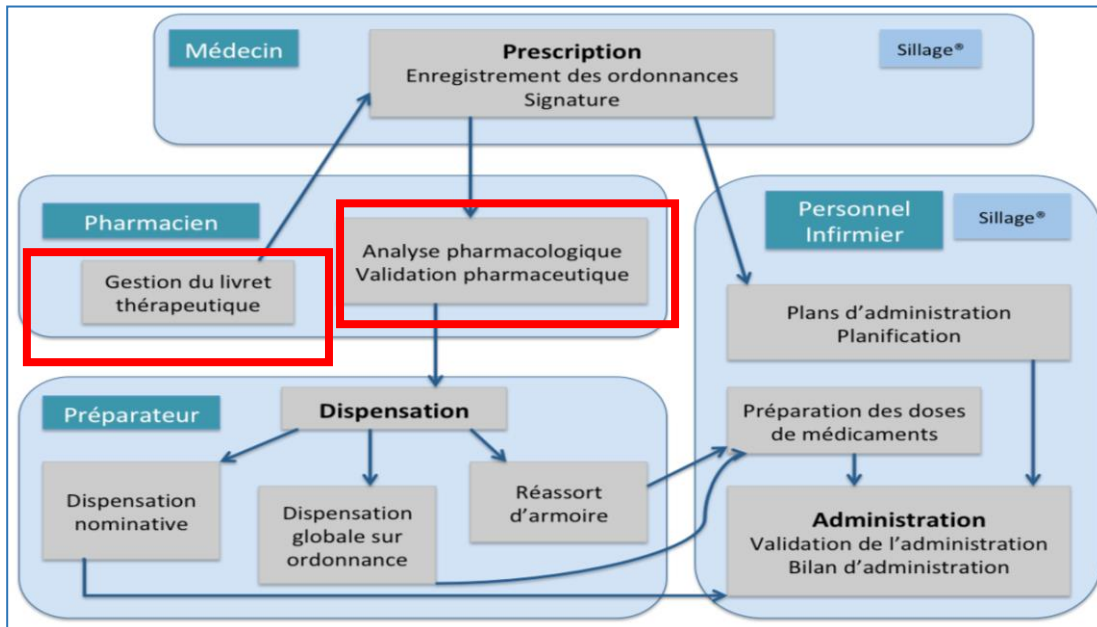 Médecin
Prescription
Enregistrement des ordonnances
Signature
Sillage®
Pharmacien
Gestion du livret
thérapeutique
Analyse pharmacologique
Validation pharmaceutique
Personnel
Infirmier
Sillage®
Plans d’administration
Planification
Préparateur
Dispensation
Dispensation
nominative
Dispensation
globale sur
ordonnance
Réassort
d’armoire
Préparation des doses
de médicaments
Administration
Validation de l’administration
Bilan d’administration